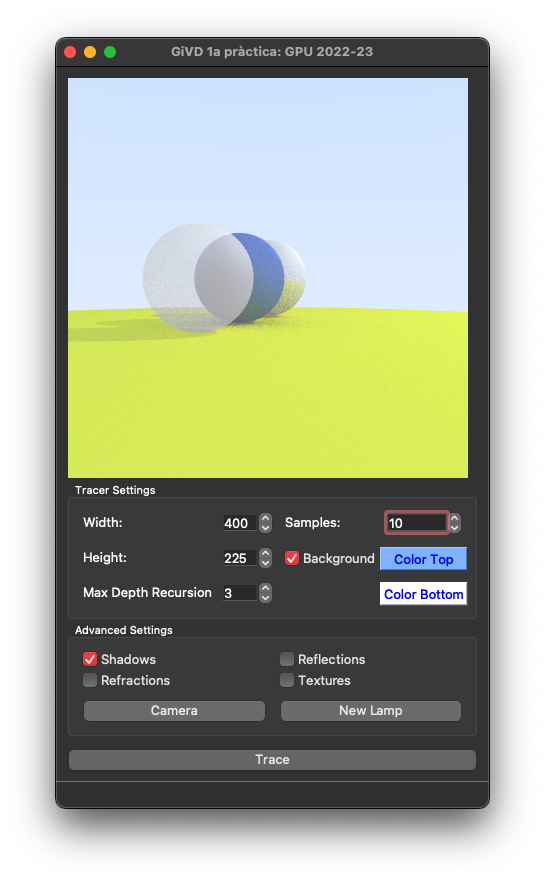 GiVD 1a pràctica: GPU 2022-23
Tracer Settings
Width: 400 Samples: 10
Height: 225 Background Color Top
Max Depth Recursion 3 Color Bottom
Advanced Settings
Shadows Reflections
Refractions Textures
Camera New Lamp
Trace